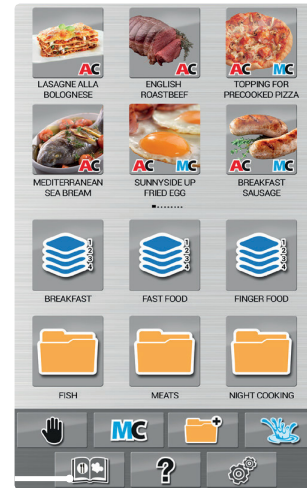 AC
AC
AC MC
LASAGNE ALLA
BOLOGNESE
ENGLISH
ROASTBEEF
TOPPING FOR
PRECOOKED PIZZA
AC
AC MC
AC MC
MEDITERRANEAN
SEA BREAM
SUNNYSIDE UP
FRIED EGG
BREAKFAST
SAUSAGE
1
2
3
4
1
2
3
4
1
2
3
4
BREAKFAST
FAST FOOD
FINGER FOOD
FISH
MEATS
NIGHT COOKING
MC
+
?